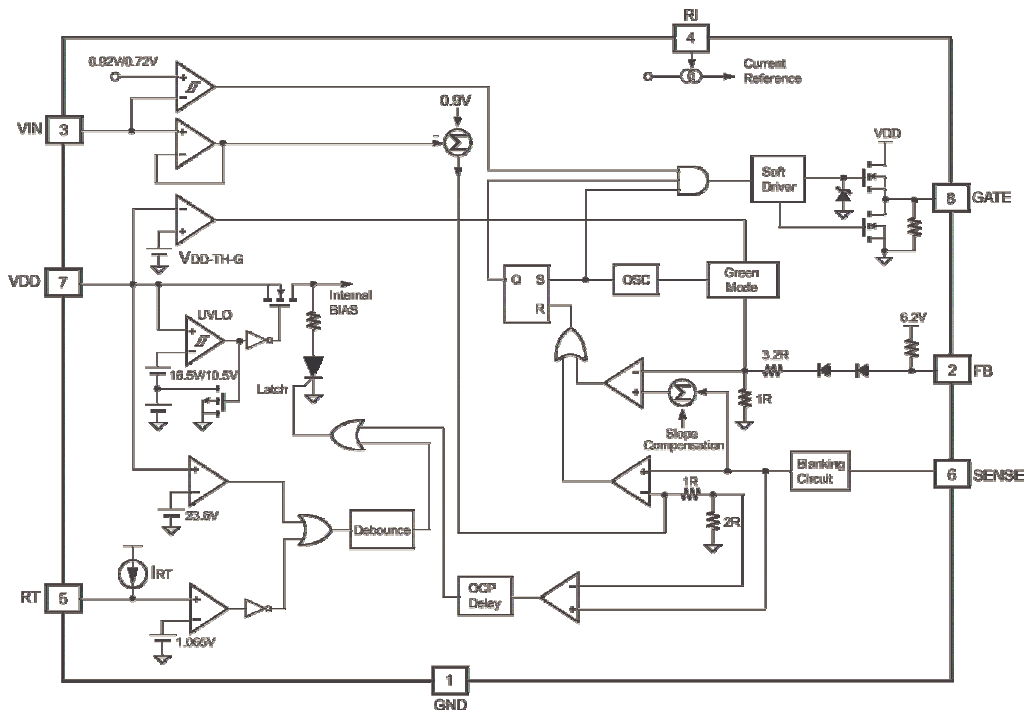 RI
4
0.92V/0.72V
Current
Reference
+
-
0.9V
VIN
3
+
-
-
Σ
VDD
Soft
Driver
8
GATE
-
+
VDD-TH-G
VDD
7
Q
S
R
OSC
Green
Mode
Internal
BIAS
UVLO
+
-
6.2V
16.5V/10.5V
3.2R
2
FB
Latch
-
+
Σ
1R
Slope
Compensation
+
-
23.6V
+
-
1R
Blanking
Circuit
6
SENSE
2R
Debounce
IRT
RT
5
+
-
1.065V
OCP
Delay
-
+
1
GND